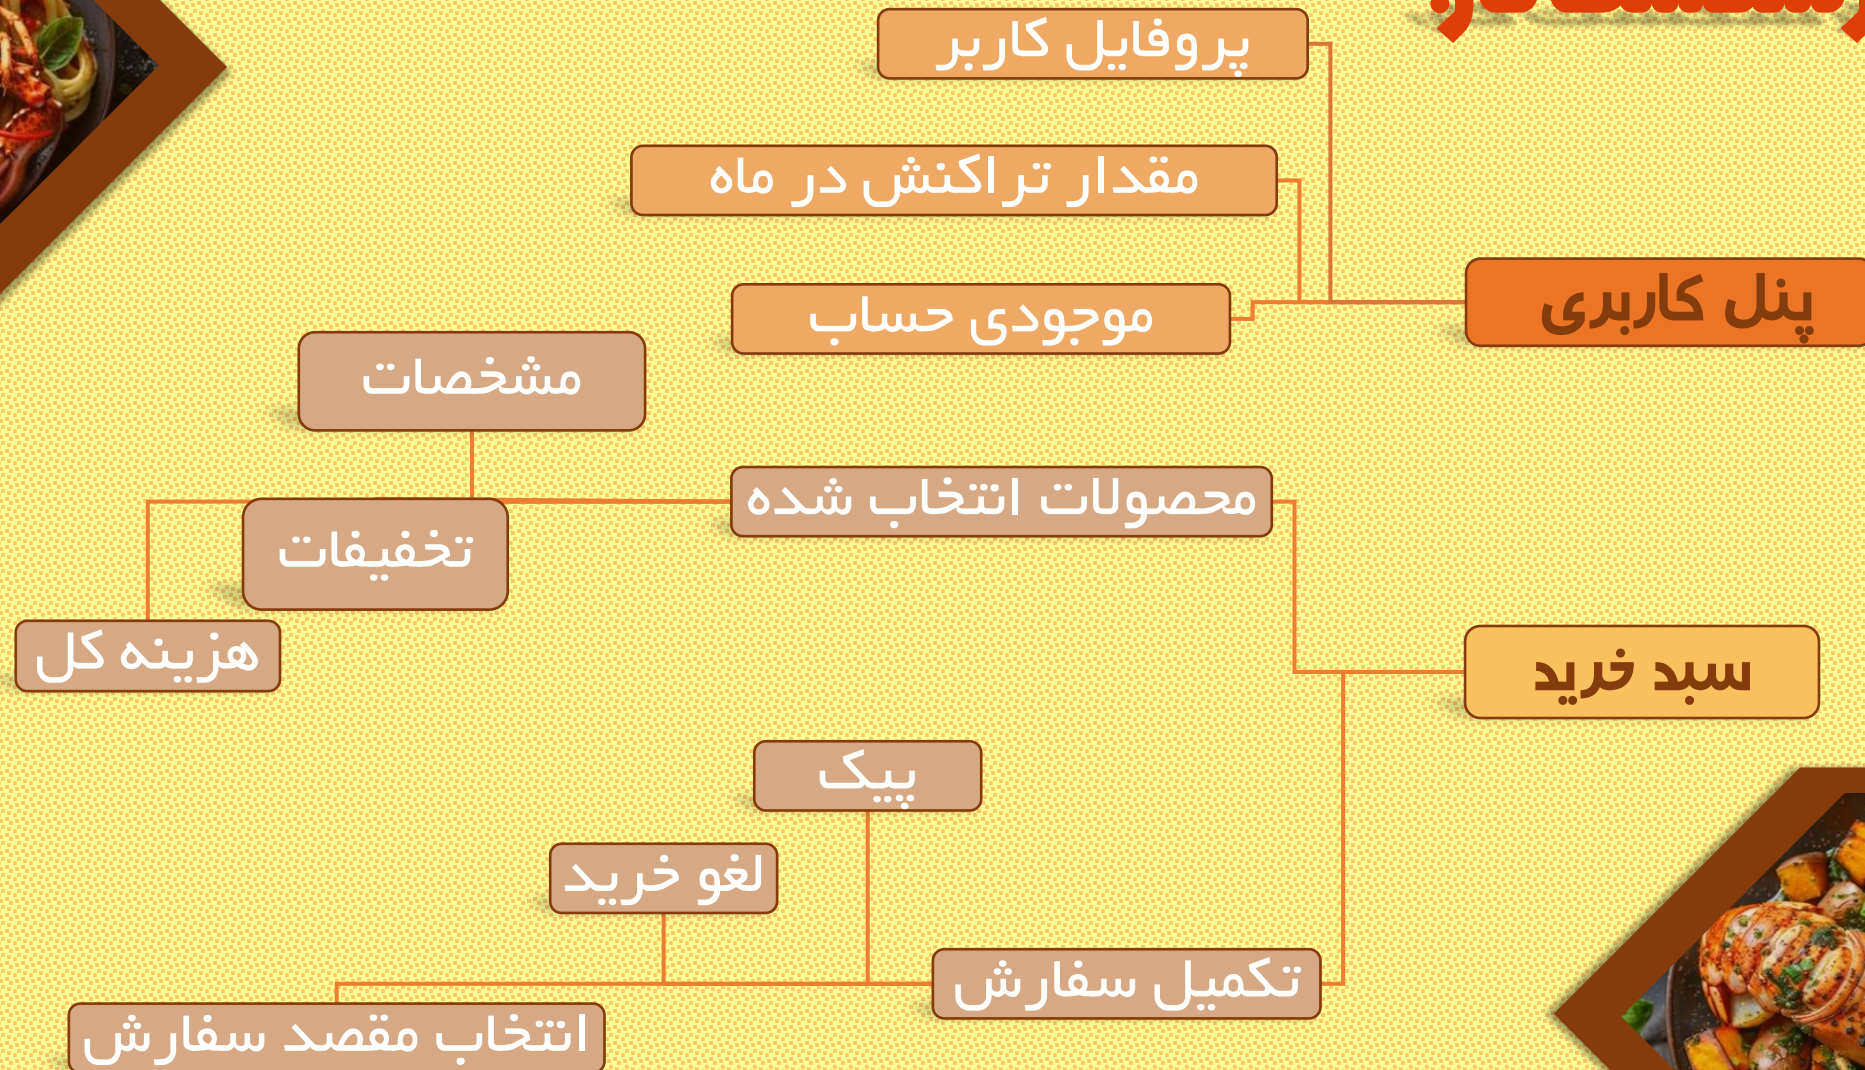 پروفایل کاربر
مقدار تراکنش در ماه
پنل کاربری
موجودی حساب
مشخصات
محصولات انتخاب شده
تخفیفات
هزینه کل
سبد خرید
پیک
لغو خرید
تکمیل سفارش
انتخاب مقصد سفارش